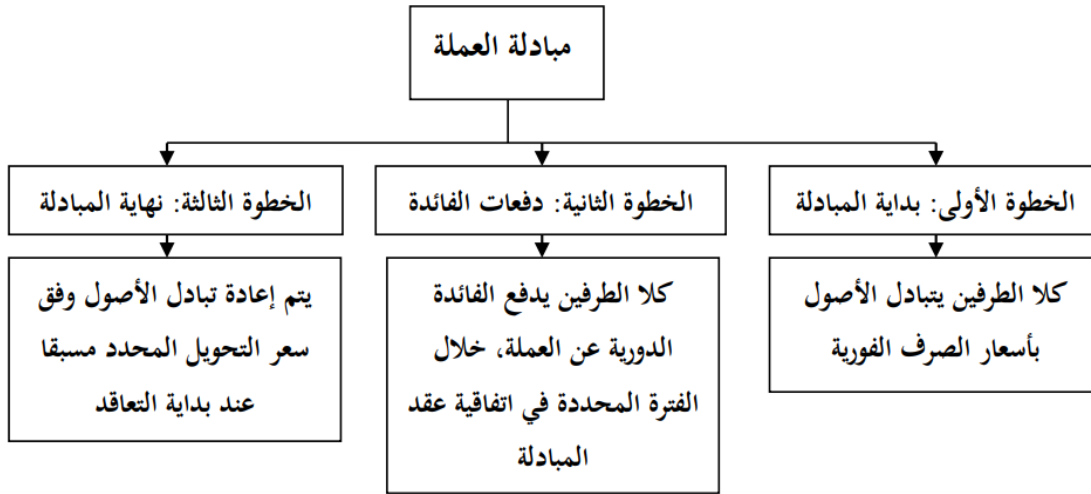 مبادلة العملة
الخطوة الأولى: بداية المبادلة
كلا الطرفين يتبادل الأصول
بأسعار الصرف الفورية
الخطوة الثانية: دفعات الفائدة
كلا الطرفين يدفع الفائدة
الدورية عن العملة، خلال
الفترة المحددة في اتفاقية عقد
المبادلة
الخطوة الثالثة: نهاية المبادلة
يتم إعادة تبادل الأصول وفق
سعر التحويل المحدد مسبقا
عند بداية التعاقد